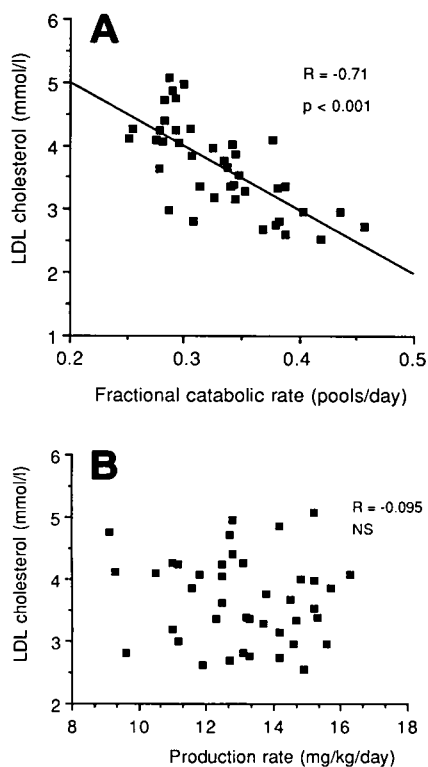 A
6
5
4
3
2
1
LDL cholesterol (mmol/l)
R = -0.71
p < 0.001
0.2 0.3 0.4 0.5
Fractional catabolic rate (pools/day)
B
6
5
4
3
2
LDL cholesterol (mmol/l)
R = -0.095
NS
8 10 12 14 16 18
Production rate (mg/kg/day)